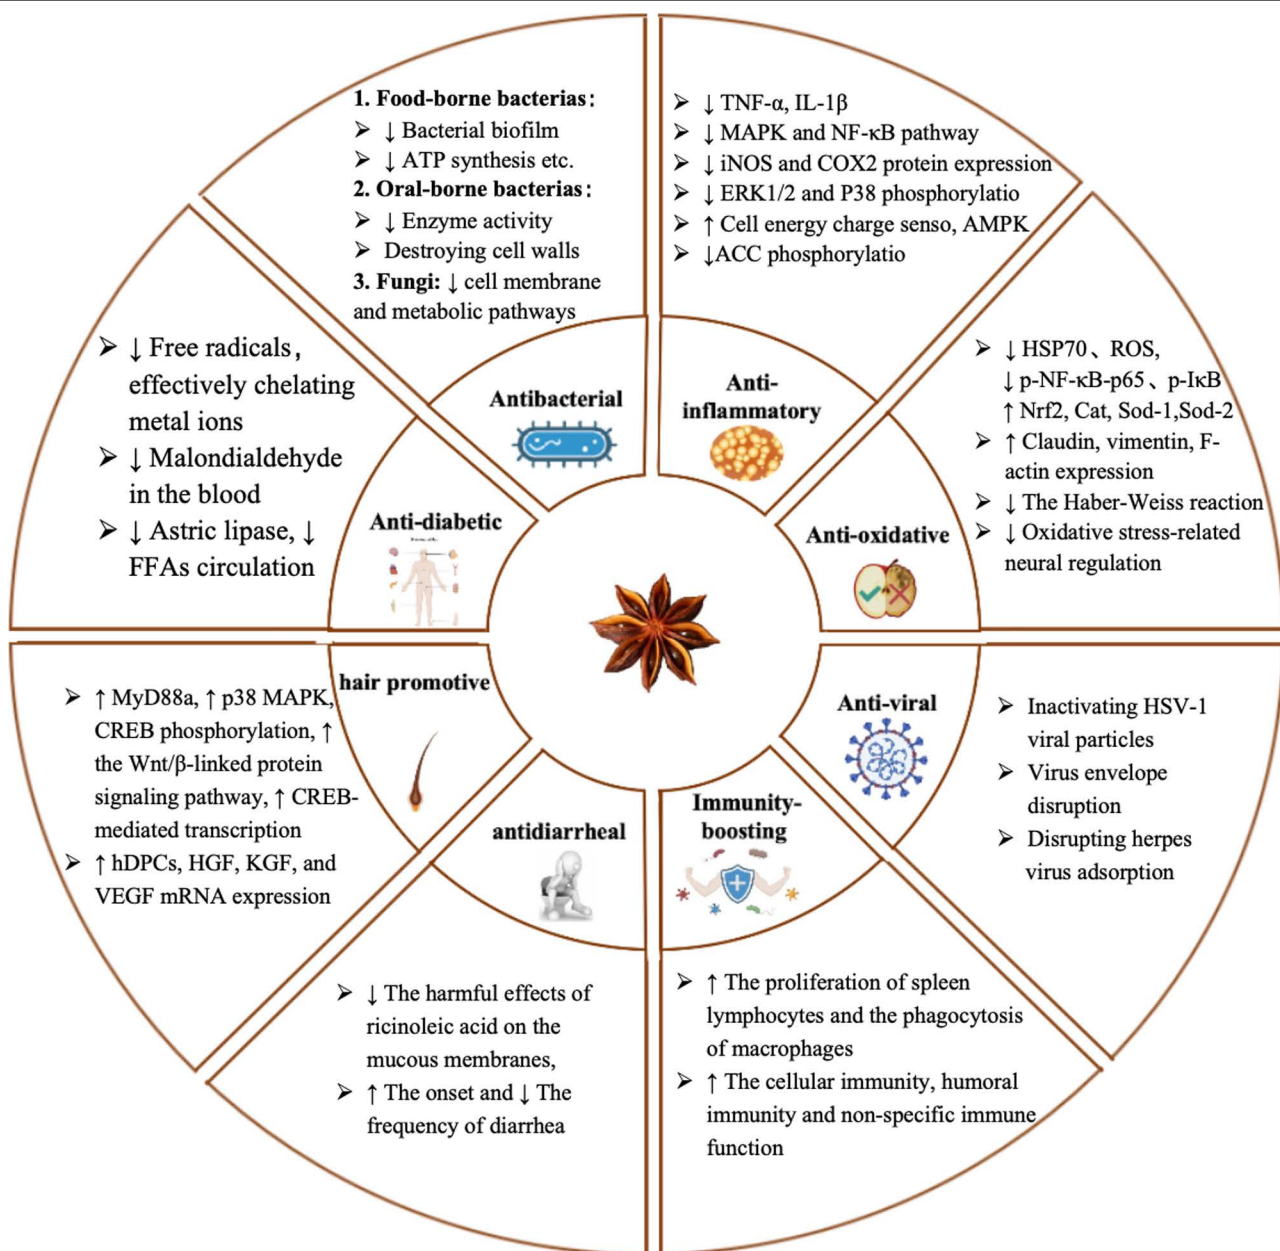 1. Food-borne bacterias:
➢ ↓ Bacterial biofilm
➢ ↓ ATP synthesis etc.
2. Oral-borne bacterias:
➢ ↓ Enzyme activity
➢ Destroying cell walls
3. Fungi: ↓ cell membrane
and metabolic pathways
Antibacterial
➢ ↓ TNF-α, IL-1β
➢ ↓ MAPK and NF-κB pathway
➢ ↓ iNOS and COX2 protein expression
➢ ↓ ERK1/2 and P38 phosphorylatio
➢ ↑ Cell energy charge senso, AMPK
➢ ↓ACC phosphorylatio
Anti-
inflammatory
➢ ↓ HSP70、ROS,
↓ p-NF-κB-p65、p-IκB
↑ Nrf2, Cat, Sod-1,Sod-2
➢ ↑ Claudin, vimentin, F-
actin expression
➢ ↓ The Haber-Weiss reaction
➢ ↓ Oxidative stress-related
neural regulation
Anti-oxidative
Anti-viral
➢ Inactivating HSV-1
viral particles
➢ Virus envelope
disruption
➢ Disrupting herpes
virus adsorption
Immunity-
boosting
➢ ↑ The proliferation of spleen
lymphocytes and the phagocytosis
of macrophages
➢ ↑ The cellular immunity, humoral
immunity and non-specific immune
function
antidiarrheal
➢ ↓ The harmful effects of
ricinoleic acid on the
mucous membranes,
➢ ↑ The onset and ↓ The
frequency of diarrhea
hair promotive
➢ ↑ MyD88a, ↑ p38 MAPK,
CREB phosphorylation, ↑
the Wnt/β-linked protein
signaling pathway, ↑ CREB-
mediated transcription
➢ ↑ hDPCs, HGF, KGF, and
VEGF mRNA expression
Anti-diabetic
➢ ↓ Free radicals，
effectively chelating
metal ions
➢ ↓ Malondialdehyde
in the blood
➢ ↓ Astric lipase, ↓
FFAs circulation